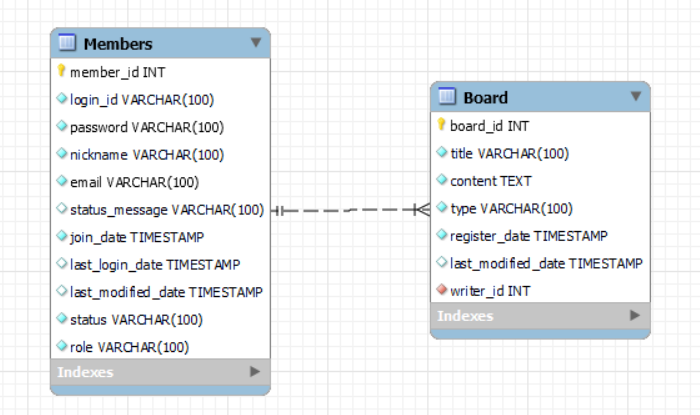 Members
member_id INT
login_id VARCHAR(100)
password VARCHAR(100)
nickname VARCHAR(100)
email VARCHAR(100)
status_message VARCHAR(100)
join_date TIMESTAMP
last_login_date TIMESTAMP
last_modified_date TIMESTAMP
status VARCHAR(100)
role VARCHAR(100)
Indexes
Board
board_id INT
title VARCHAR(100)
content TEXT
type VARCHAR(100)
register_date TIMESTAMP
last_modified_date TIMESTAMP
writer_id INT
Indexes